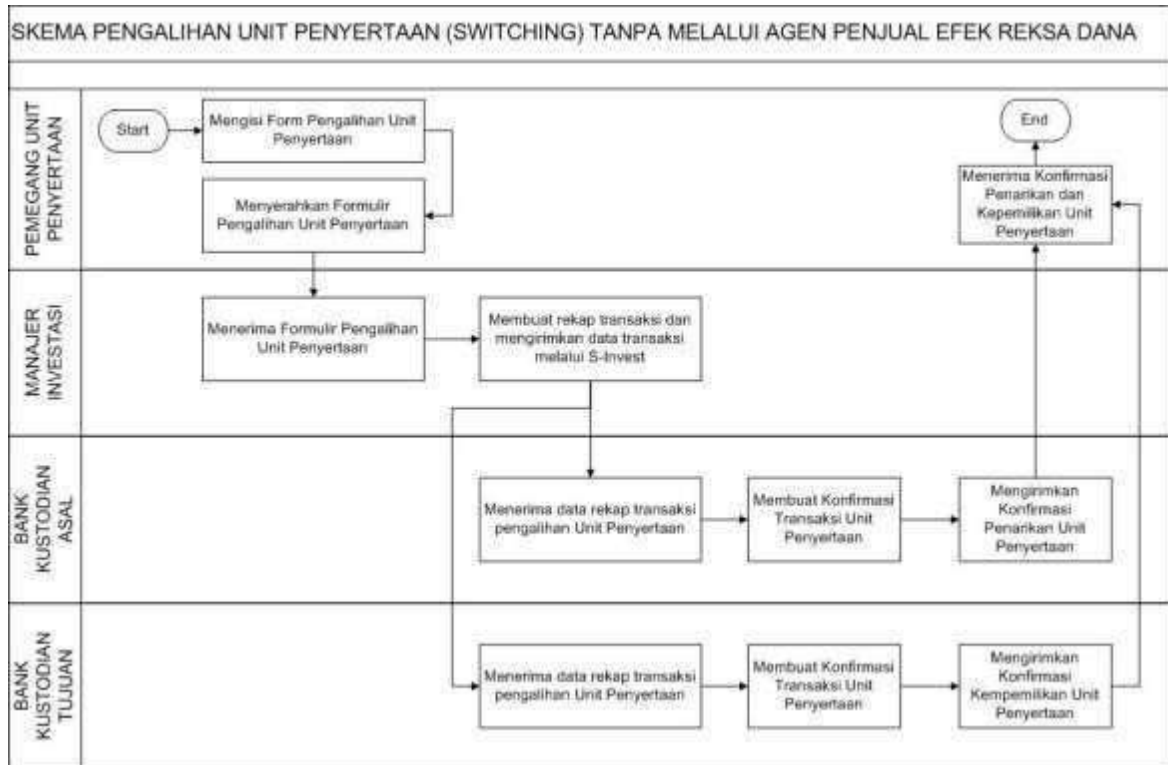 SKEMA PENGALIHAN UNIT PENYERTAAN (SWITCHING) TANPA MELALUI AGEN PENJUAL EFEK REKSA DANA
PEMEGANG UNIT
PENYERTAAN
Start
Mengisi Form Pengalihan Unit
Penyertaan
Menyerahkan Formulir
Pengalihan Unit Penyertaan
End
Menerima Konfirmasi
Penarikan dan
Kepemilikan Unit
Penyertaan
MANAJER
INVESTASI
Menerima Formulir Pengalihan
Unit Penyertaan
Membuat rekap transaksi dan
mengirimkan data transaksi
melalui S-Invest
BANK
KUSTODIAN
ASAL
Menerima data rekap transaksi
pengalihan Unit Penyertaan
Membuat Konfirmasi
Transaksi Unit
Penyertaan
Mengirimkan
Konfirmasi
Penarikan Unit
Penyertaan
BANK
KUSTODIAN
TUJUAN
Menerima data rekap transaksi
pengalihan Unit Penyertaan
Membuat Konfirmasi
Transaksi Unit
Penyertaan
Mengirimkan
Konfirmasi
Kempemilikan Unit
Penyertaan